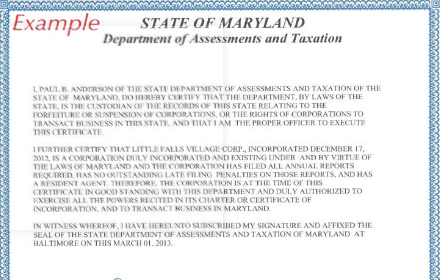 Example
STATE OF MARYLAND
Department of Assessments and Taxation
I, PAUL B. ANDERSON OF THE STATE DEPARTMENT OF ASSESSMENTS AND TAXATION OF THE
STATE OF MARYLAND, DO HEREBY CERTIFY THAT THE DEPARTMENT, BY LAWS OF THE
STATE, IS THE CUSTODIAN OF THE RECORDS OF THIS STATE RELATING TO THE
FORFEITURE OR SUSPENSION OF CORPORATIONS, OR THE RIGHTS OF CORPORATIONS TO
TRANSACT BUSINESS IN THIS STATE, AND THAT I AM THE PROPER OFFICER TO EXECUTE
THIS CERTIFICATE
I FURTHER CERTIFY THAT LITTLE FALLS VILLAGE CORP., INCORPORATED DECEMBER 17,
2012, IS A CORPORATION DULY INCORPORATED AND EXISTING UNDER AND BY VIRTUE OF
THE LAWS OF MARYLAND AND THE CORPORATION HAS FILED ALL ANNUAL REPORTS
REQUIRED, HAS NO OUTSTANDING LATE FILING PENALTIES ON THOSE REPORTS, AND HAS
A RESIDENT AGENT. THEREFORE, THE CORPORATION IS AT THE TIME OF THIS
CERTIFICATE IN GOOD STANDING WITH THIS DEPARTMENT AND DULY AUTHORIZED TO
EXERCISE ALL THE POWERS RECITED IN ITS CHARTER OR CERTIFICATE OF
INCORPORATION, AND TO TRANSACT BUSINESS IN MARYLAND.
IN WITNESS WHEREOF, I HAVE HEREUNTO SUBSCRIBED MY SIGNATURE AND AFFIXED THE
SEAL OF THE STATE DEPARTMENT OF ASSESSMENTS AND TAXATION OF MARYLAND AT
BALTIMORE ON THIS MARCH 01, 2013.